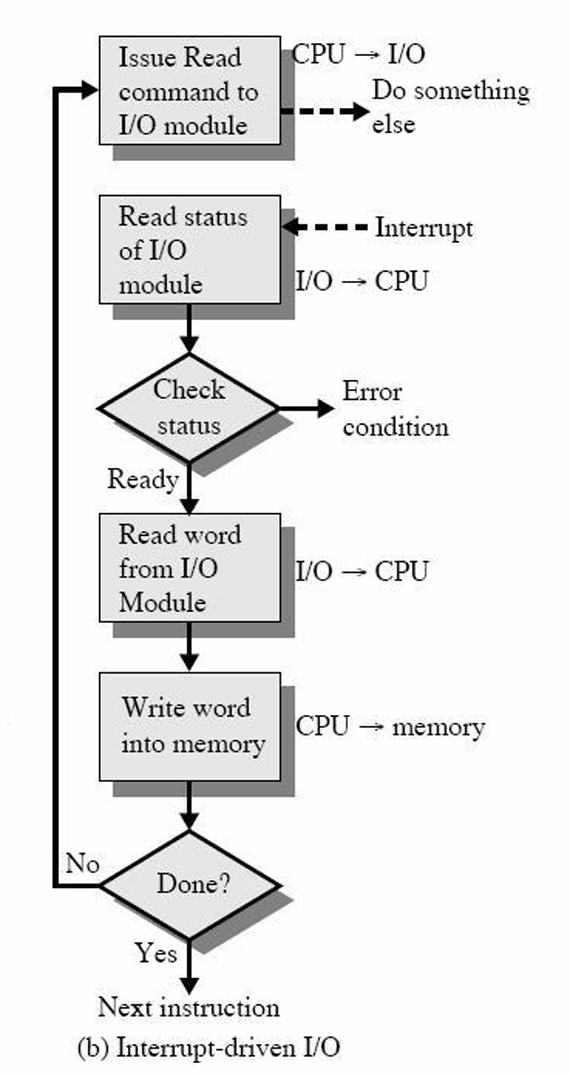 Issue Read
command to
I/O module
CPU → I/O
Do something
else
Read status
of I/O
module
Interrupt
I/O → CPU
Check
status
Error
condition
Ready
Read word
from I/O
Module
I/O → CPU
Write word
into memory
CPU → memory
No
Done?
Yes
Next instruction
(b) Interrupt-driven I/O